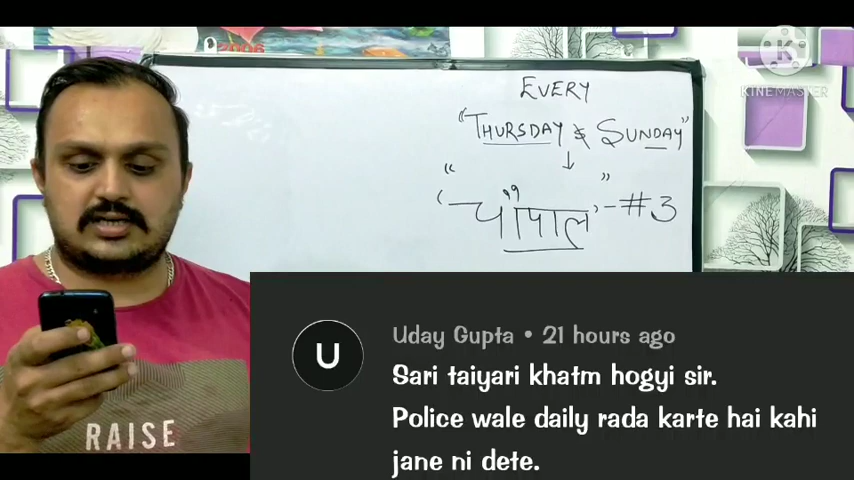 2006
KINEMASTER
EVERY
"THURSDAY & SUNDAY"
"चौपाल" - #3
RAISE
U
Uday Gupta • 21 hours ago
Sari taiyari khatm hogyi sir.
Police wale daily rada karte hai kahi
jane ni dete.